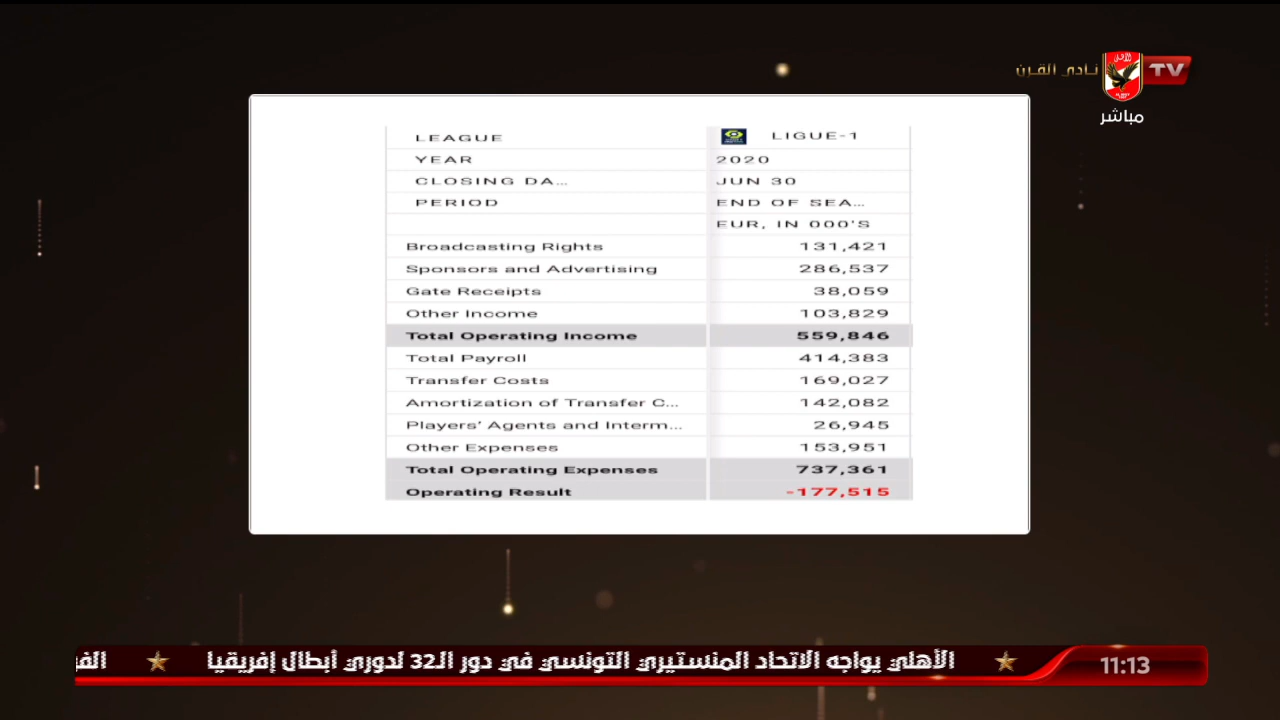 نادي القرن
TV
مباشر
LEAGUE LIGUE-1
YEAR 2020
CLOSING DA... JUN 30
PERIOD END OF SEA...
EUR, IN 000'S
Broadcasting Rights 131,421
Sponsors and Advertising 286,537
Gate Receipts 38,059
Other Income 103,829
Total Operating Income 559,846
Total Payroll 414,383
Transfer Costs 169,027
Amortization of Transfer C... 142,082
Players' Agents and Interm... 26,945
Other Expenses 153,951
Total Operating Expenses 737,361
Operating Result -177,515
11:13
الأهلي يواجه الاتحاد المنستيري التونسي في دور الـ32 لدوري أبطال إفريقيا